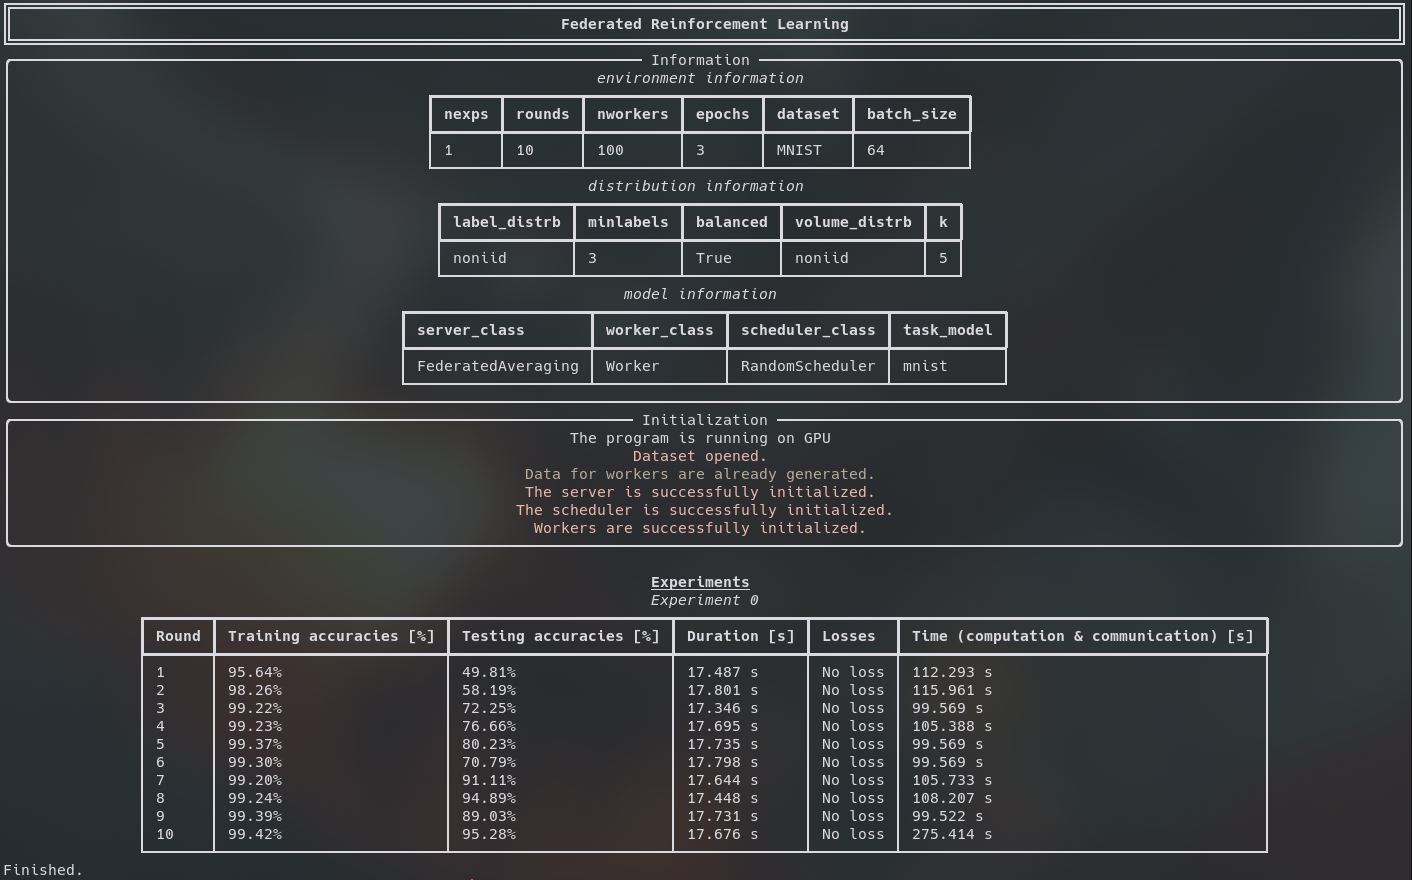 Federated Reinforcement Learning
Information
environment information
nexps rounds nworkers epochs dataset batch_size
1 10 100 3 MNIST 64
distribution information
label_distrb minlabels balanced volume_distrb k
noniid 3 True noniid 5
model information
server_class worker_class scheduler_class task_model
FederatedAveraging Worker RandomScheduler mnist
Initialization
The program is running on GPU
Dataset opened.
Data for workers are already generated.
The server is successfully initialized.
The scheduler is successfully initialized.
Workers are successfully initialized.
Experiments
Experiment 0
Round Training accuracies [%] Testing accuracies [%] Duration [s] Losses Time (computation & communication) [s]
1 95.64% 49.81% 17.487 s No loss 112.293 s
2 98.26% 58.19% 17.801 s No loss 115.961 s
3 99.22% 72.25% 17.346 s No loss 99.569 s
4 99.23% 76.66% 17.695 s No loss 105.388 s
5 99.37% 80.23% 17.735 s No loss 99.569 s
6 99.30% 70.79% 17.798 s No loss 99.569 s
7 99.20% 91.11% 17.644 s No loss 105.733 s
8 99.24% 94.89% 17.448 s No loss 108.207 s
9 99.39% 89.03% 17.731 s No loss 99.522 s
10 99.42% 95.28% 17.676 s No loss 275.414 s
Finished.